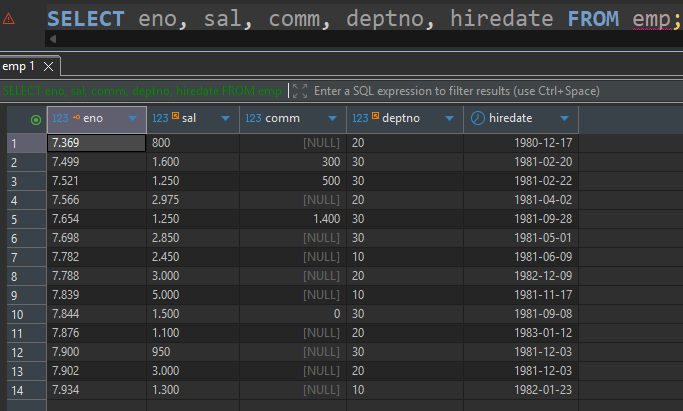 SELECT eno, sal, comm, deptno, hiredate FROM emp;
emp 1
SELECT eno, sal, comm, deptno, hiredate FROM emp Enter a SQL expression to filter results (use Ctrl+Space)
123 eno 123 sal 123 comm 123 deptno hiredate
1 7.369 800 [NULL] 20 1980-12-17
2 7.499 1.600 300 30 1981-02-20
3 7.521 1.250 500 30 1981-02-22
4 7.566 2.975 [NULL] 20 1981-04-02
5 7.654 1.250 1.400 30 1981-09-28
6 7.698 2.850 [NULL] 30 1981-05-01
7 7.782 2.450 [NULL] 10 1981-06-09
8 7.788 3.000 [NULL] 20 1982-12-09
9 7.839 5.000 [NULL] 10 1981-11-17
10 7.844 1.500 0 30 1981-09-08
11 7.876 1.100 [NULL] 20 1983-01-12
12 7.900 950 [NULL] 30 1981-12-03
13 7.902 3.000 [NULL] 20 1981-12-03
14 7.934 1.300 [NULL] 10 1982-01-23